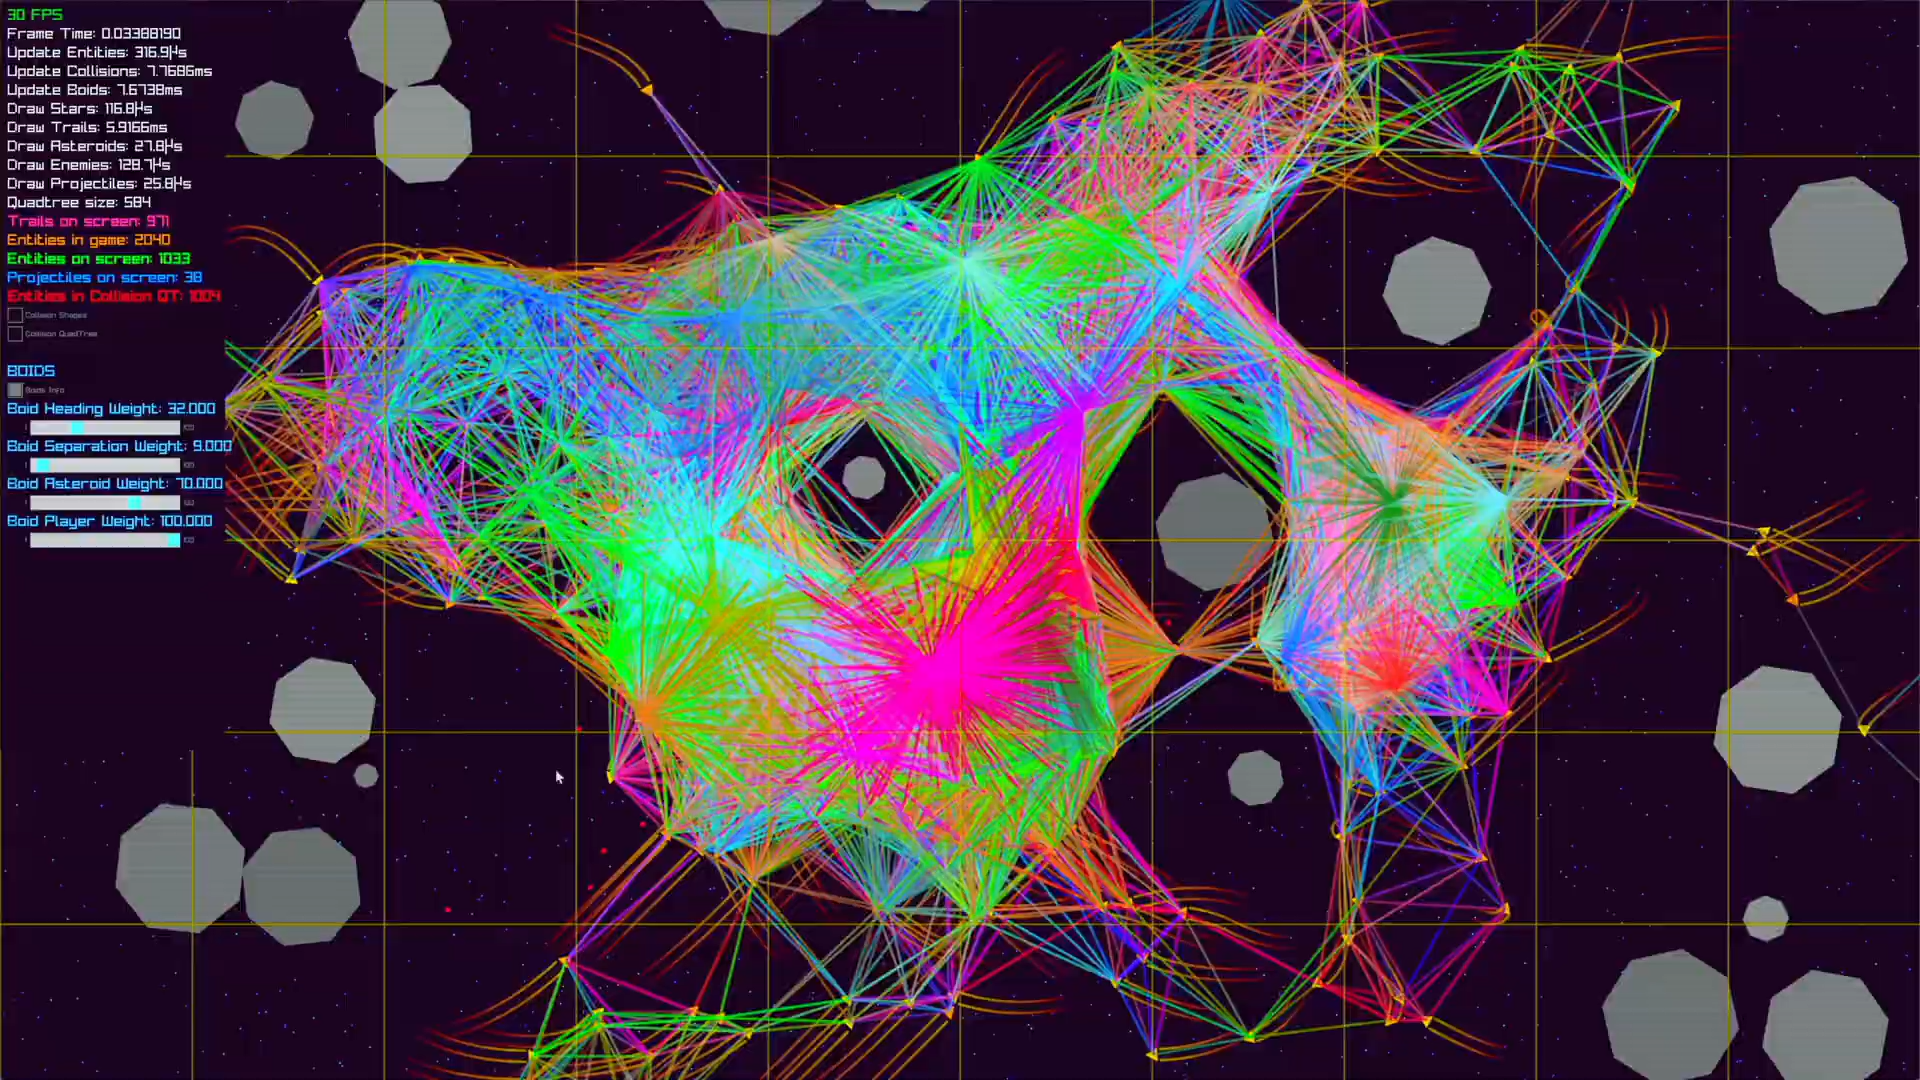 30 FPS
Frame Time: 0.03388190
Update Entities: 316.9µs
Update Collisions: 7.7686ms
Update Boids: 7.6738ms
Draw Stars: 116.8µs
Draw Trails: 5.9166ms
Draw Asteroids: 27.8µs
Draw Enemies: 128.7µs
Draw Projectiles: 25.8µs
Quadtree size: 584
Trails on screen: 971
Entities in game: 2040
Entities on screen: 1033
Projectiles on screen: 38
Entities in Collision QT: 1004
Collision Shapes
Collision QuadTree
BOIDS
Boids Info
Boid Heading Weight: 32.000
Boid Separation Weight: 9.000
Boid Asteroid Weight: 70.000
Boid Player Weight: 100.000